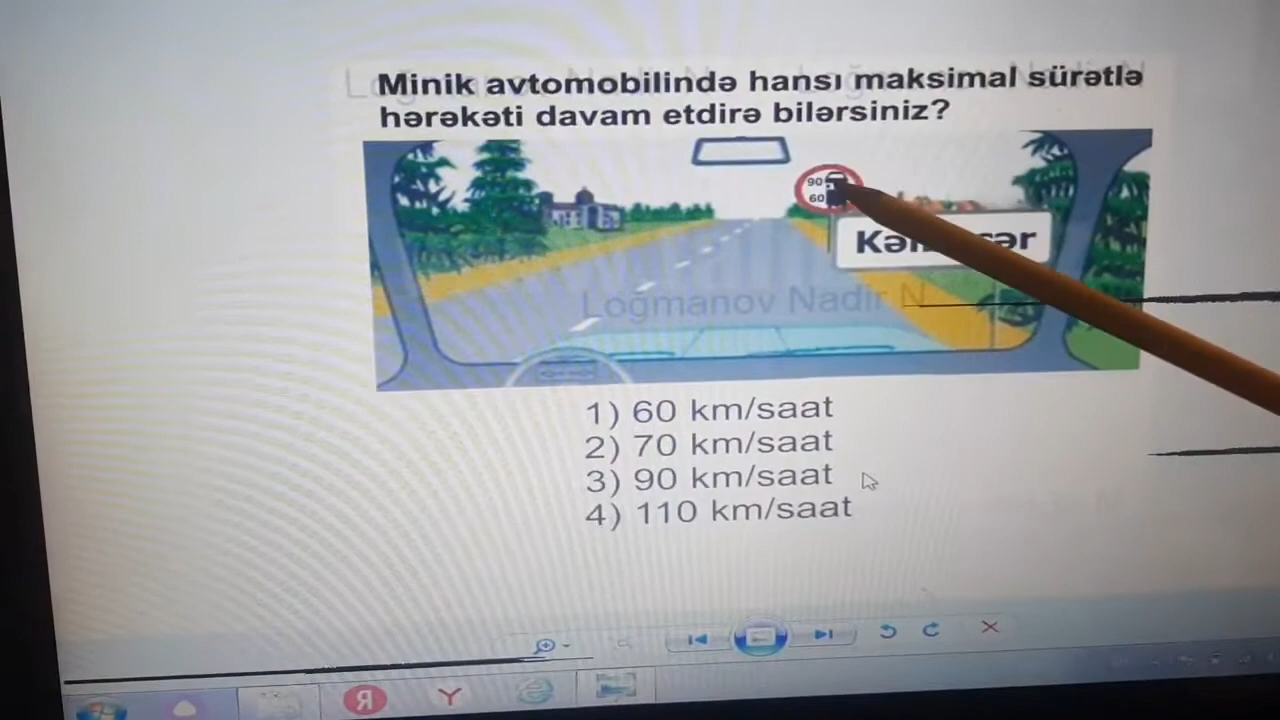 Minik avtomobilində hansı maksimal sürətlə
hərəkəti davam etdirə bilərsiniz?
90
60
Loğmanov Nadir N
1) 60 km/saat
2) 70 km/saat
3) 90 km/saat
4) 110 km/saat
Я
Y